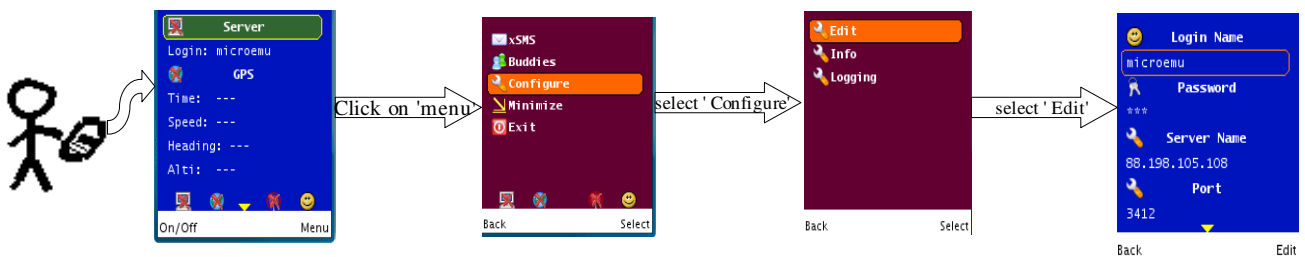 Server
Login: microemu
GPS
Time: ---
Speed: ---
Heading: ---
Alti: ---
On/Off Menu
Click on 'menu'
xSMS
Buddies
Configure
Minimize
Exit
Back Select
select ' Configure'
Edit
Info
Logging
Back Select
select ' Edit'
Login Name
microemu
Password
***
Server Name
88.198.105.108
Port
3412
Back Edit